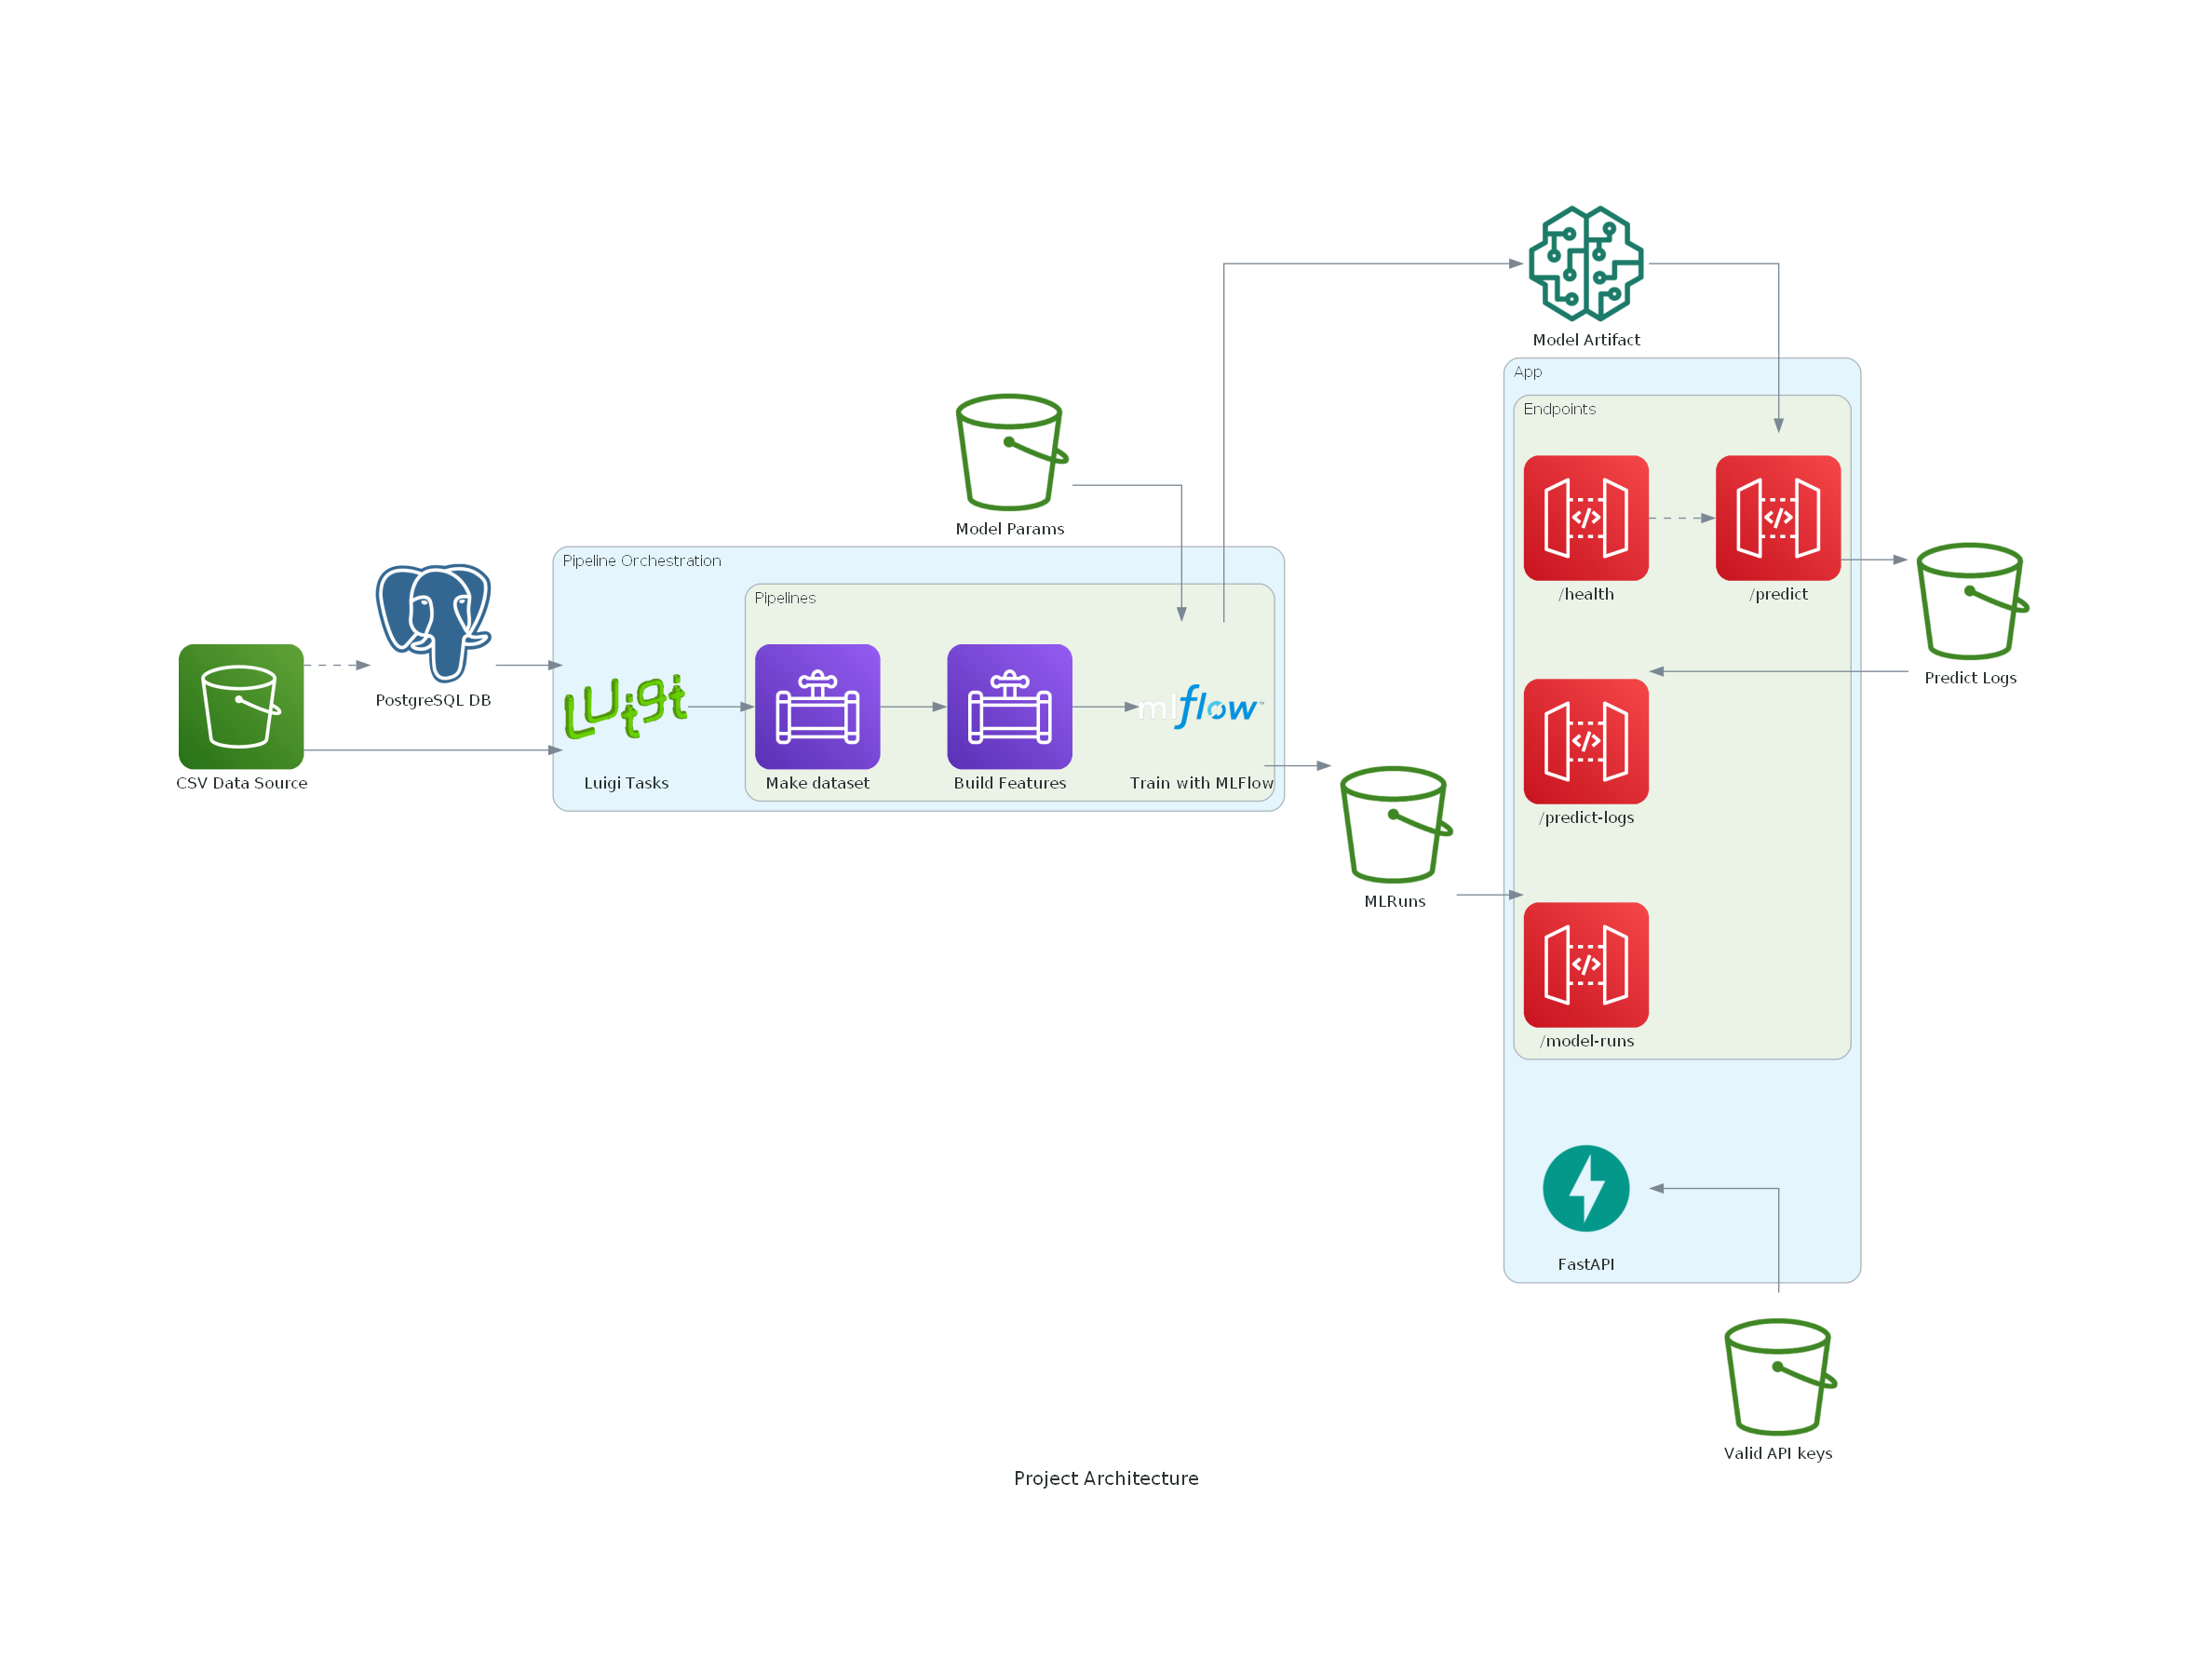 Model Artifact
App
Endpoints
Model Params
Pipeline Orchestration
/health
/predict
Pipelines
PostgreSQL DB
Predict Logs
Luigi
mlflow™
CSV Data Source
Luigi Tasks
Make dataset
Build Features
Train with MLFlow
/predict-logs
MLRuns
/model-runs
FastAPI
Valid API keys
Project Architecture